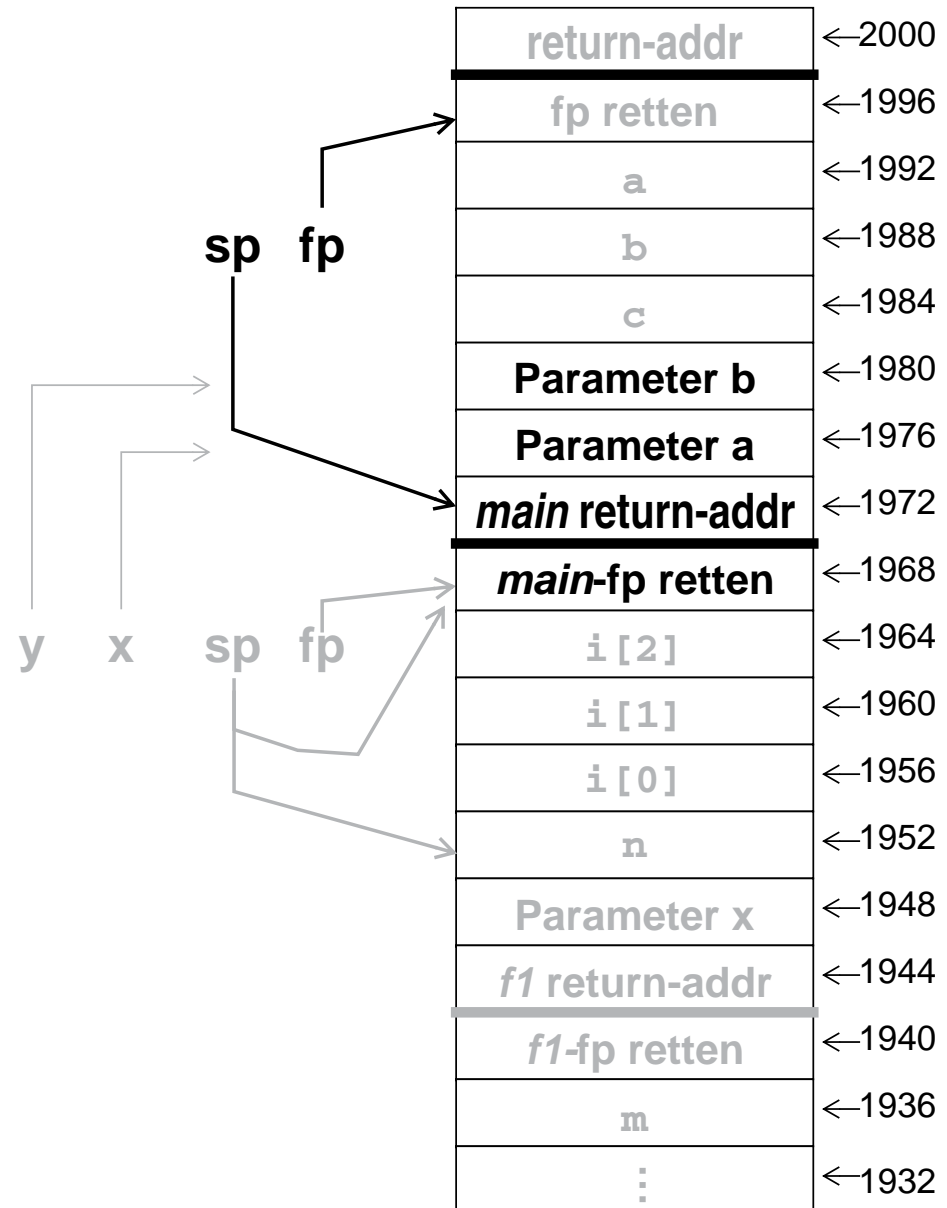 return-addr ←2000
fp retten ←1996
a ←1992
b ←1988
sp fp
c ←1984
Parameter b ←1980
Parameter a ←1976
main return-addr ←1972
main-fp retten ←1968
y x sp fp
i[2] ←1964
i[1] ←1960
i[0] ←1956
n ←1952
Parameter x ←1948
f1 return-addr ←1944
f1-fp retten ←1940
m ←1936
⋮ ←1932